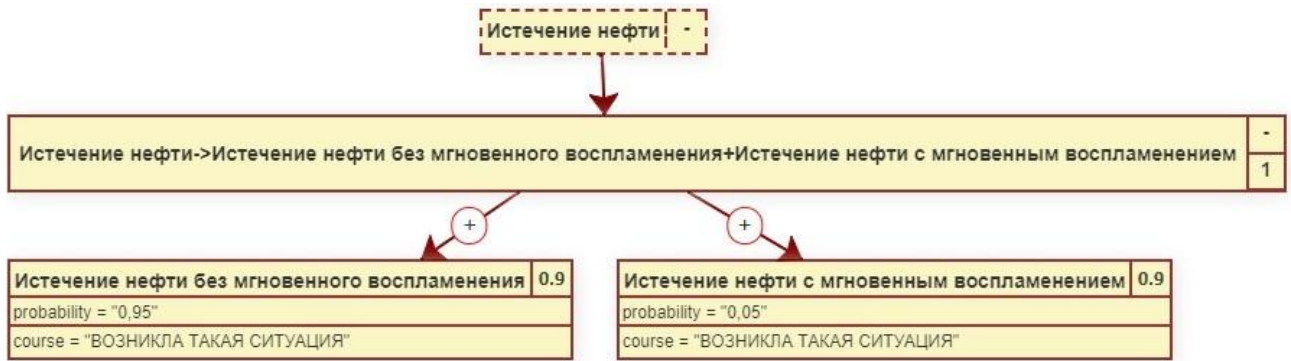 Истечение нефти -
Истечение нефти->Истечение нефти без мгновенного воспламенения+Истечение нефти с мгновенным воспламенением
-
1
+
+
Истечение нефти без мгновенного воспламенения 0.9
probability = "0,95"
course = "ВОЗНИКЛА ТАКАЯ СИТУАЦИЯ"
Истечение нефти с мгновенным воспламенением 0.9
probability = "0,05"
course = "ВОЗНИКЛА ТАКАЯ СИТУАЦИЯ"